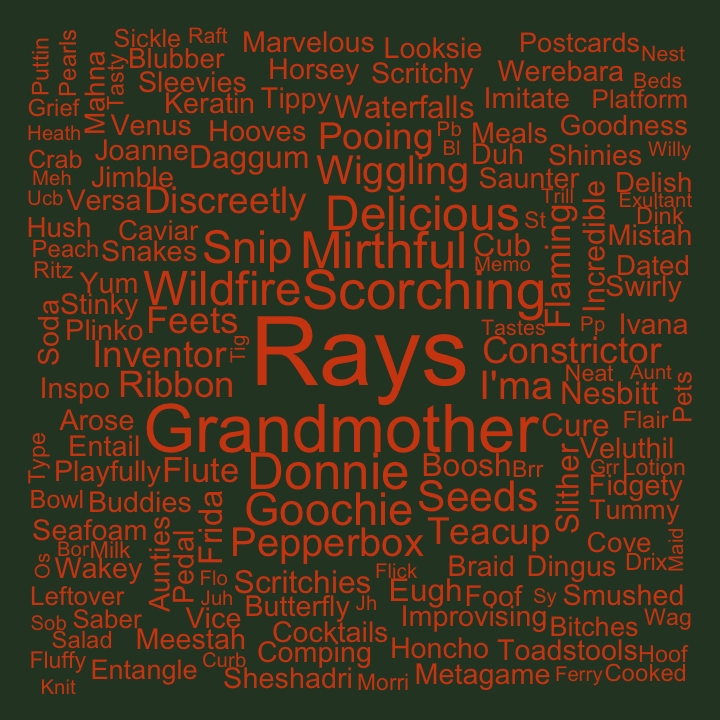 Sickle Raft
Puttin Pearls Mahna Tasty Blubber
Marvelous Looksie Postcards Nest
Sleevies Horsey Scritchy Werebara Beds
Grief Keratin Tippy Waterfalls Imitate Platform
Heath Venus Hooves Pooing Pb Meals Goodness
Crab Joanne Daggum Wiggling Bl Duh Shinies Willy
Meh Jimble Saunter Delish
Ucb Versa Discreetly Delicious St Trill Incredible Exultant
Hush Caviar Flaming Dink
Peach Snakes Snip Mirthful Cub Mistah
Ritz Yum Wildfire Scorching Memo Dated
Soda Stinky Swirly
Plinko Feets Rays Tastes Pp Ivana
Inventor Tig Constrictor
Inspo Ribbon I'ma Neat Aunt Pets
Nesbitt
Arose Grandmother Cure Flair
Entail Veluthil
Type Playfully Flute Donnie Boosh Brr Slither Grr Lotion
Bowl Buddies Frida Goochie Seeds Fidgety
Tummy
Seafoam Aunties Pedal Pepperbox Teacup Cove
Os Bor Milk Maid
Wakey Flo Scritchies Flick Braid Dingus Drix
Leftover Juh Butterfly Jh Eugh Foof Sy Smushed
Sob Saber Vice Improvising Bitches Wag
Salad Meestah Cocktails
Fluffy Curb Comping Honcho Toadstools Hoof
Entangle Sheshadri Morri Metagame Ferry Cooked
Knit